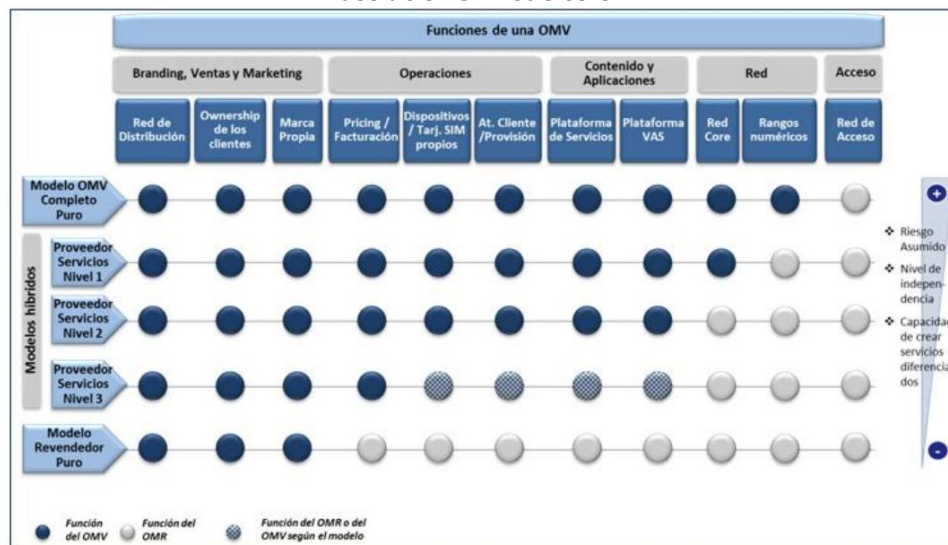 Funciones de una OMV
Branding, Ventas y Marketing
Operaciones
Contenido y
Aplicaciones
Red
Acceso
Red de
Distribución
Ownership
de los
clientes
Marca
Propia
Pricing /
Facturación
Dispositivos
/ Tarj. SIM
propios
At. Cliente
/Provisión
Plataforma
de Servicios
Plataforma
VAS
Red
Core
Rangos
numéricos
Red de
Acceso
Modelo OMV
Completo
Puro
Modelos híbridos
Proveedor
Servicios
Nivel 1
Proveedor
Servicios
Nivel 2
Proveedor
Servicios
Nivel 3
Modelo
Revendedor
Puro
+
❖ Riesgo
Asumido
❖ Nivel de
indepen-
dencia
❖ Capacidad
de crear
servicios
diferencia
dos
-
Función
del OMV
Función del
OMR
Función del OMR o del
OMV según el modelo